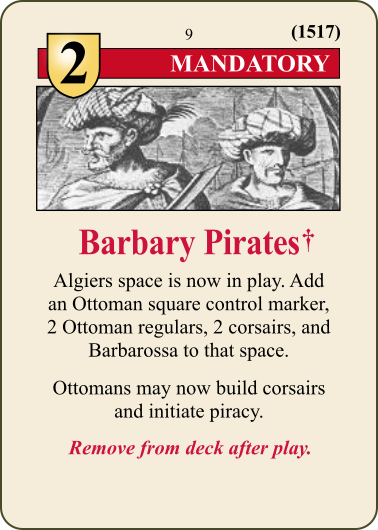 2
9
(1517)
MANDATORY
Barbary Pirates†
Algiers space is now in play. Add
an Ottoman square control marker,
2 Ottoman regulars, 2 corsairs, and
Barbarossa to that space.
Ottomans may now build corsairs
and initiate piracy.
Remove from deck after play.